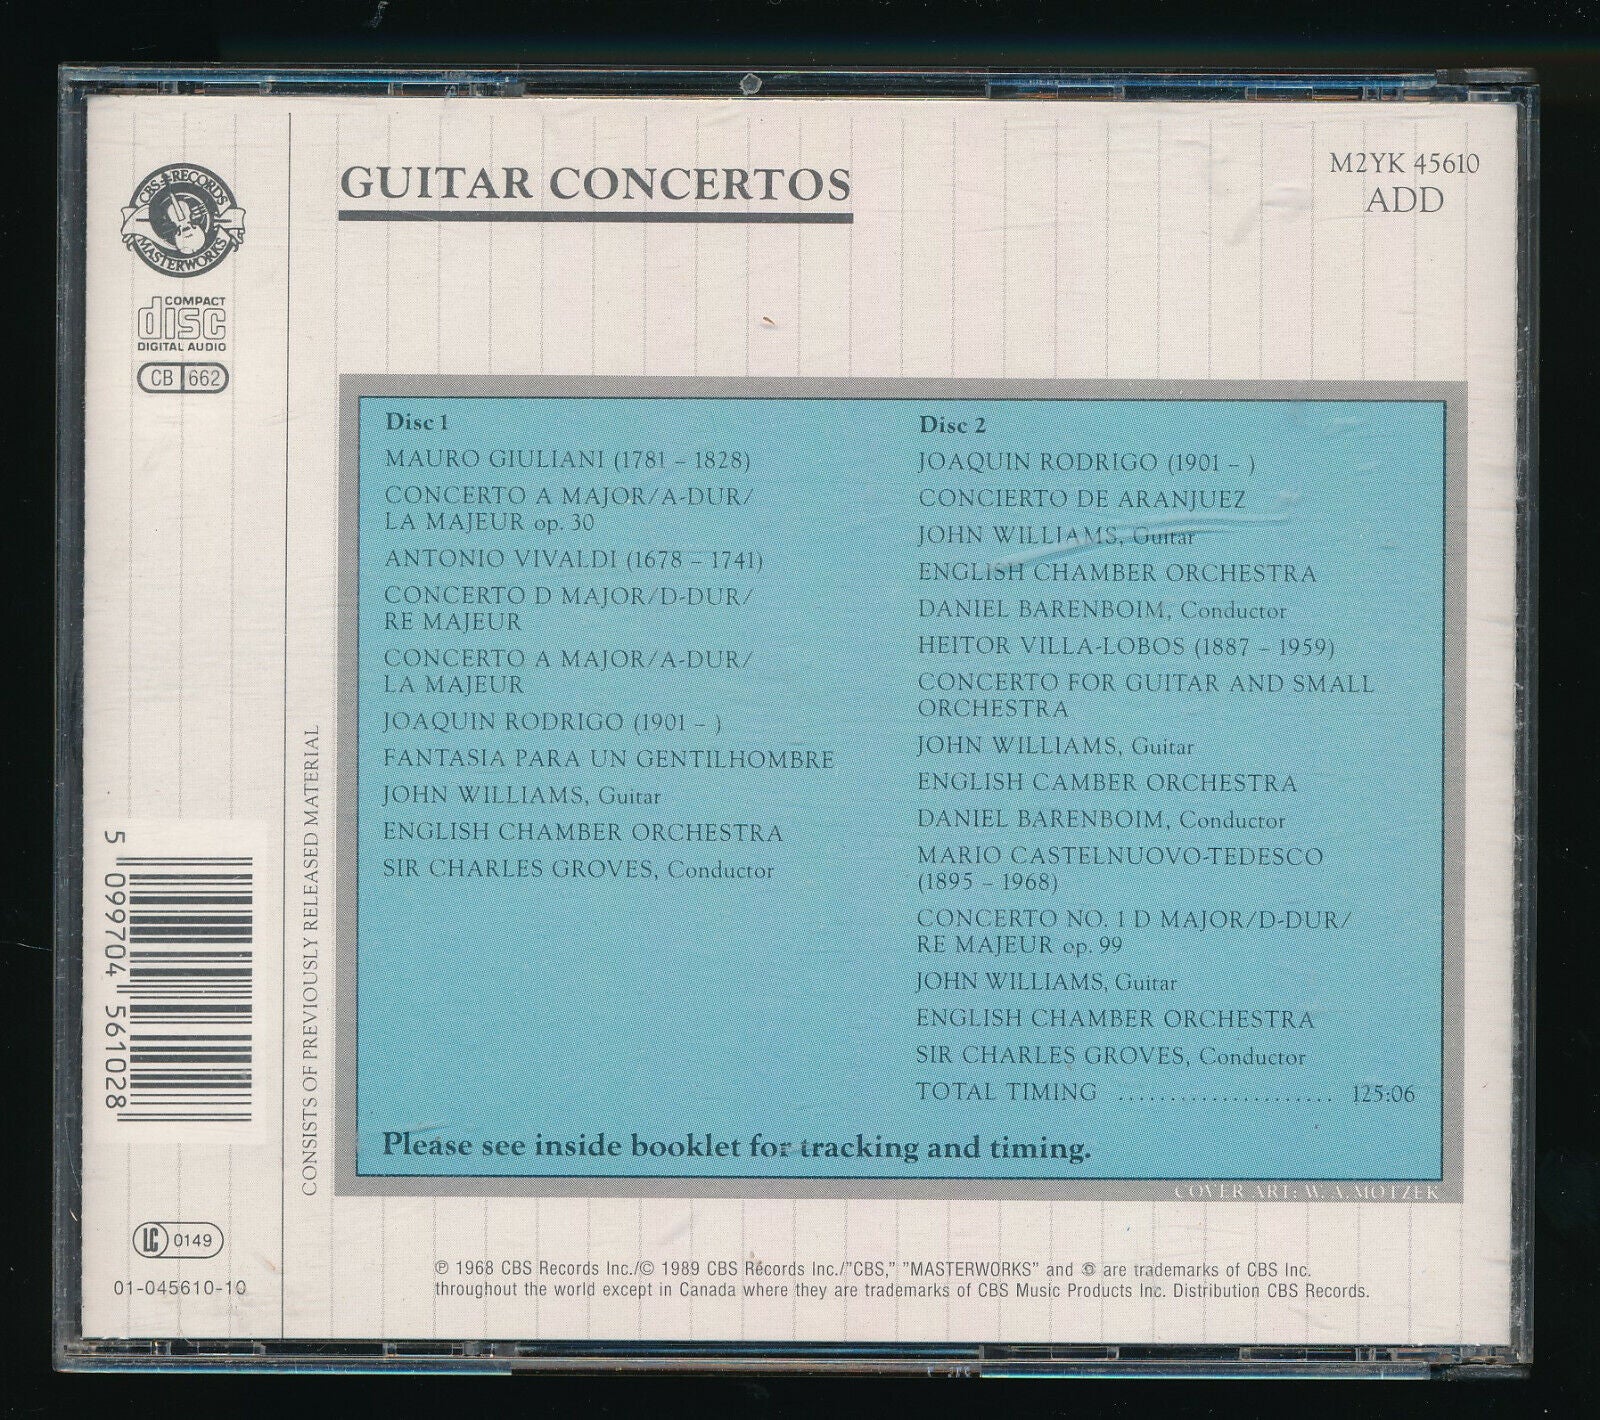 CBS RECORDS
MASTERWORKS
COMPACT
disc
DIGITAL AUDIO
CB 662
GUITAR CONCERTOS
M2YK 45610
ADD
Disc 1
MAURO GIULIANI (1781 – 1828)
CONCERTO A MAJOR/A-DUR/
LA MAJEUR op. 30
ANTONIO VIVALDI (1678 – 1741)
CONCERTO D MAJOR/D-DUR/
RE MAJEUR
CONCERTO A MAJOR/A-DUR/
LA MAJEUR
JOAQUIN RODRIGO (1901 – )
FANTASIA PARA UN GENTILHOMBRE
JOHN WILLIAMS, Guitar
ENGLISH CHAMBER ORCHESTRA
SIR CHARLES GROVES, Conductor
Disc 2
JOAQUIN RODRIGO (1901 – )
CONCIERTO DE ARANJUEZ
JOHN WILLIAMS, Guitar
ENGLISH CHAMBER ORCHESTRA
DANIEL BARENBOIM, Conductor
HEITOR VILLA-LOBOS (1887 – 1959)
CONCERTO FOR GUITAR AND SMALL
ORCHESTRA
JOHN WILLIAMS, Guitar
ENGLISH CAMBER ORCHESTRA
DANIEL BARENBOIM, Conductor
MARIO CASTELNUOVO-TEDESCO
(1895 – 1968)
CONCERTO NO. 1 D MAJOR/D-DUR/
RE MAJEUR op. 99
JOHN WILLIAMS, Guitar
ENGLISH CHAMBER ORCHESTRA
SIR CHARLES GROVES, Conductor
TOTAL TIMING ..................... 125:06
Please see inside booklet for tracking and timing.
COVER ART: W. A. MOTZEK
CONSISTS OF PREVIOUSLY RELEASED MATERIAL
5 099704 561028
LC 0149
01-045610-10
℗ 1968 CBS Records Inc./© 1989 CBS Records Inc./"CBS," "MASTERWORKS" and are trademarks of CBS Inc.
throughout the world except in Canada where they are trademarks of CBS Music Products Inc. Distribution CBS Records.